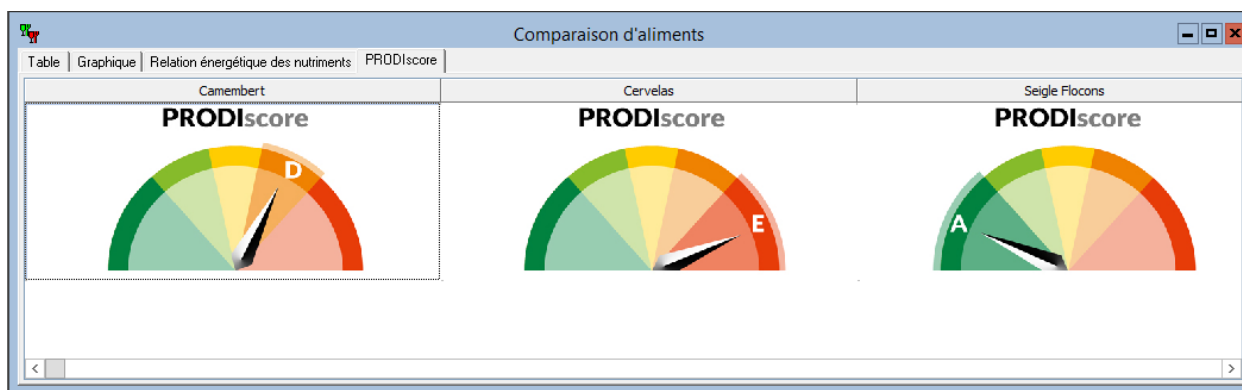 Comparaison d'aliments
Table Graphique Relation énergétique des nutriments PRODIscore
Camembert Cervelas Seigle Flocons
PRODIscore PRODIscore PRODIscore
D E A